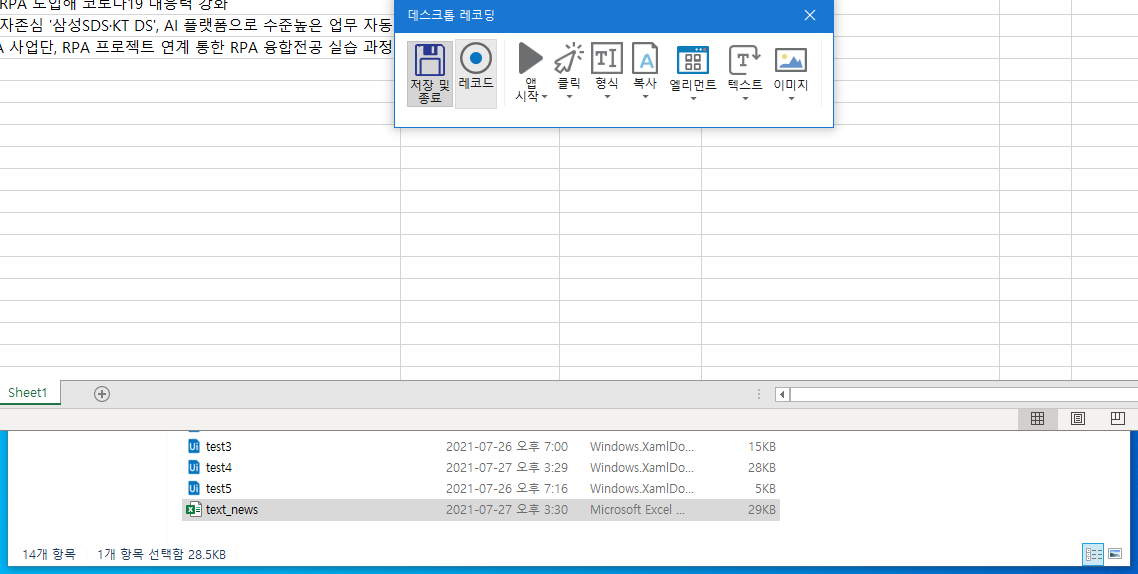 RPA 도입해 코로나19 대응력 강화
자존심 '삼성SDS·KT DS', AI 플랫폼으로 수준높은 업무 자동
사업단, RPA 프로젝트 연계 통한 RPA 융합전공 실습 과정
데스크톱 레코딩
저장 및 종료
레코드
앱 시작
클릭
형식
복사
엘리먼트
텍스트
이미지
Sheet1
test3 2021-07-26 오후 7:00 Windows.XamlDo... 15KB
test4 2021-07-27 오후 3:29 Windows.XamlDo... 28KB
test5 2021-07-26 오후 7:16 Windows.XamlDo... 5KB
text_news 2021-07-27 오후 3:30 Microsoft Excel ... 29KB
14개 항목 1개 항목 선택함 28.5KB